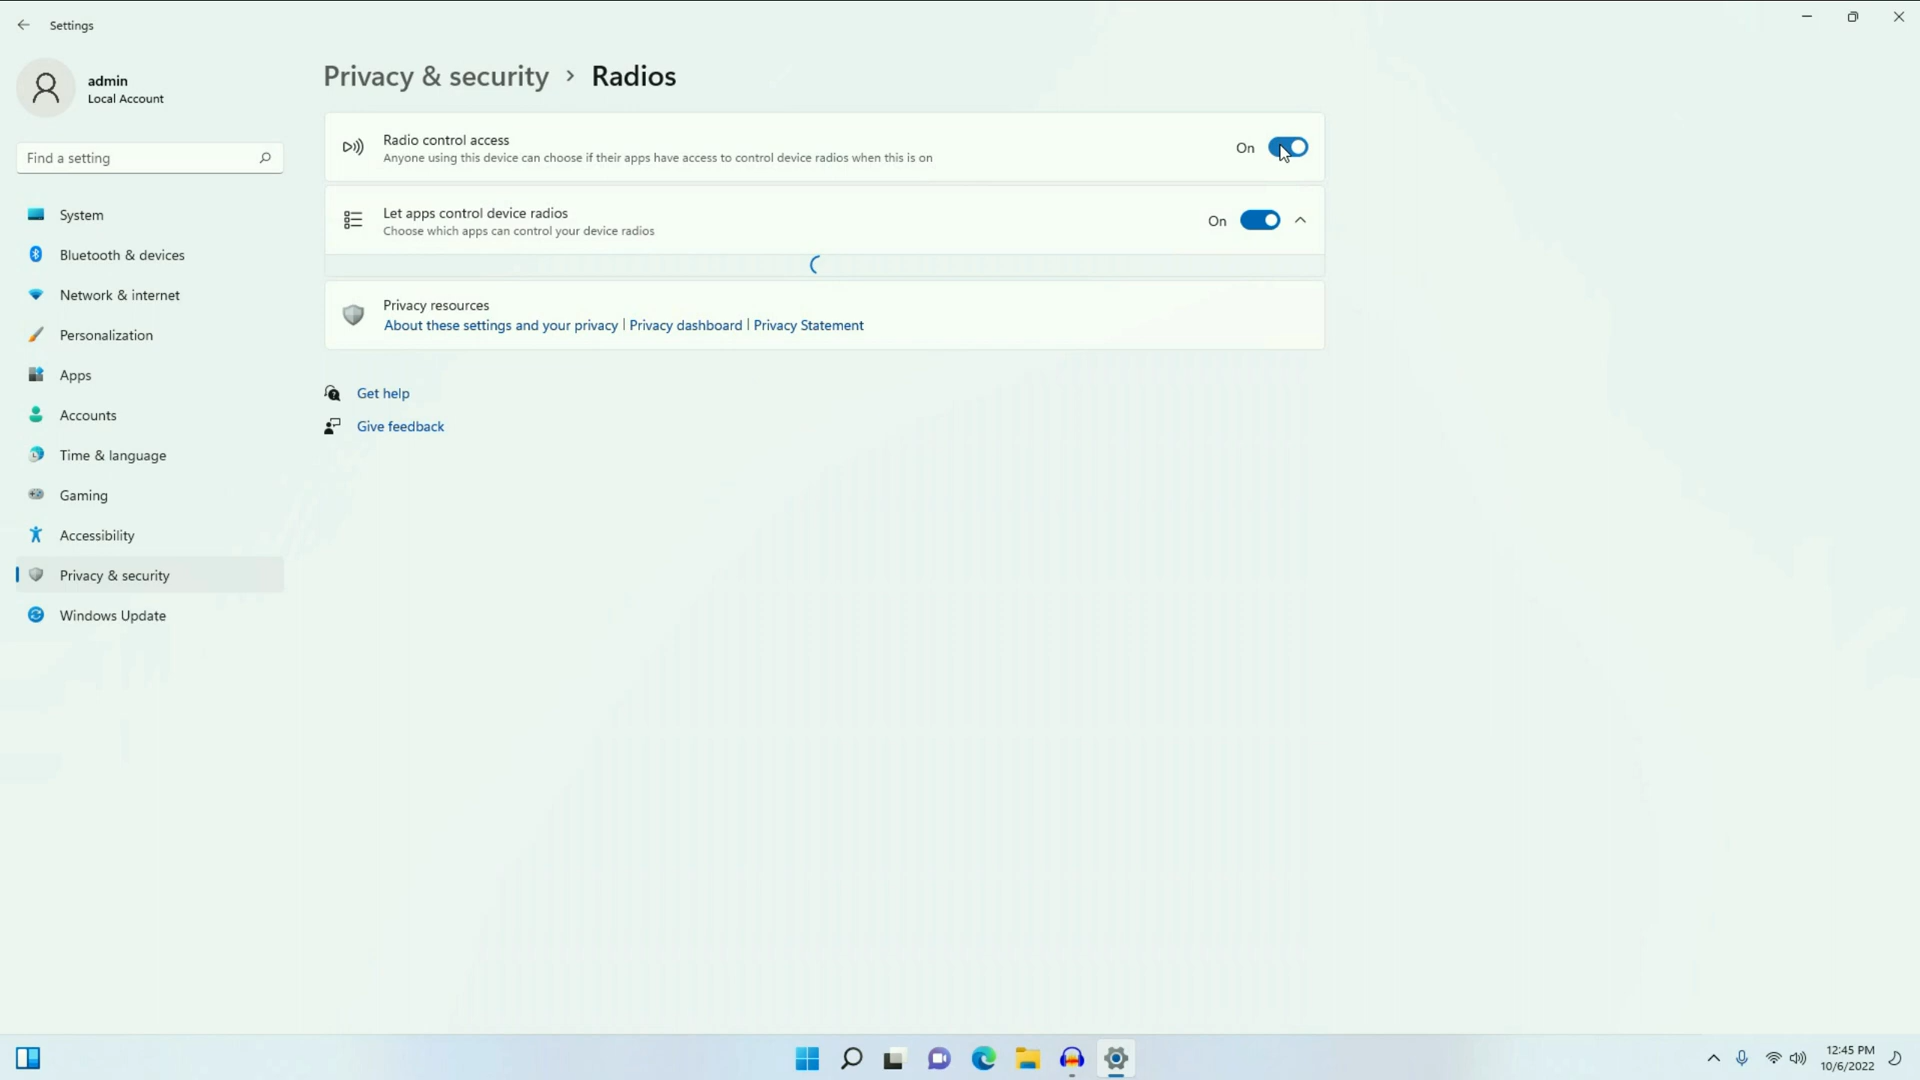 Settings
admin
Local Account
Find a setting
System
Bluetooth & devices
Network & internet
Personalization
Apps
Accounts
Time & language
Gaming
Accessibility
Privacy & security
Windows Update
Privacy & security > Radios
Radio control access
Anyone using this device can choose if their apps have access to control device radios when this is on
On
Let apps control device radios
Choose which apps can control your device radios
On
Privacy resources
About these settings and your privacy | Privacy dashboard | Privacy Statement
Get help
Give feedback
12:45 PM
10/6/2022